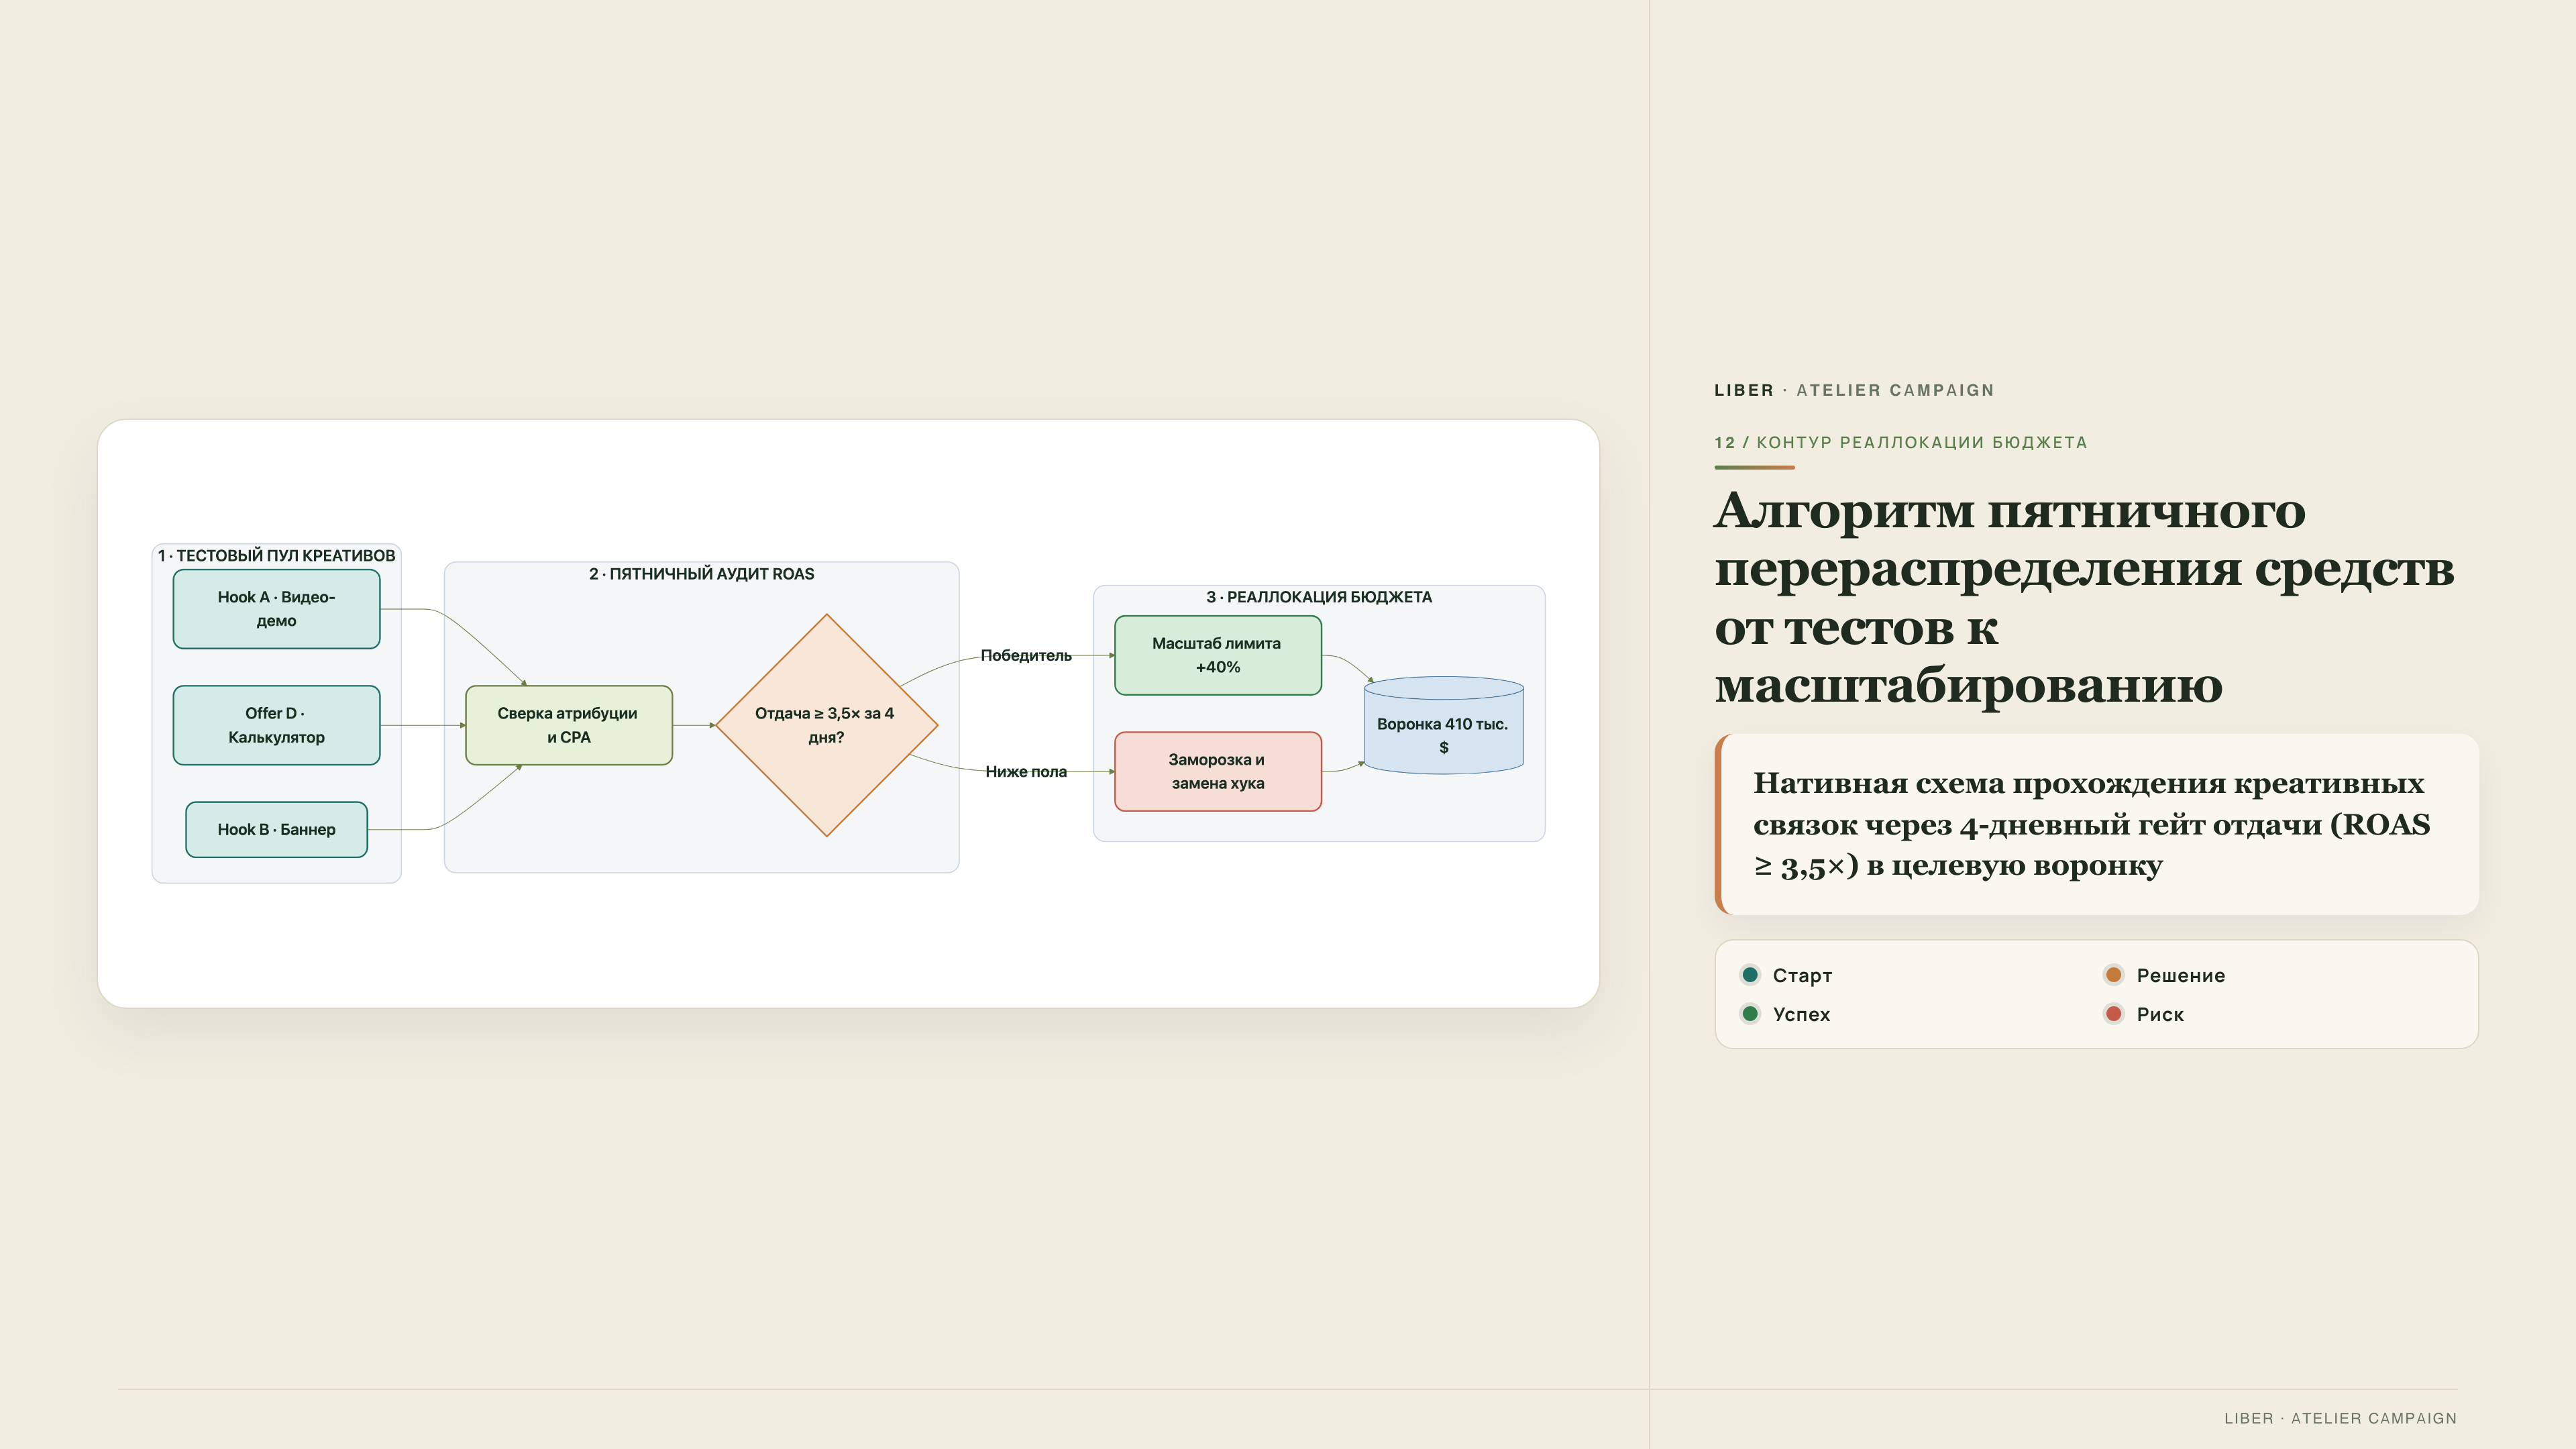 1 · ТЕСТОВЫЙ ПУЛ КРЕАТИВОВ
Hook A · Видео-
демо
Offer D ·
Калькулятор
Hook B · Баннер
2 · ПЯТНИЧНЫЙ АУДИТ ROAS
Сверка атрибуции
и CPA
Отдача ≥ 3,5× за 4
дня?
Победитель
Ниже пола
3 · РЕАЛЛОКАЦИЯ БЮДЖЕТА
Масштаб лимита
+40%
Заморозка и
замена хука
Воронка 410 тыс.
$
LIBER · ATELIER CAMPAIGN
12 / КОНТУР РЕАЛЛОКАЦИИ БЮДЖЕТА
Алгоритм пятничного
перераспределения средств
от тестов к
масштабированию
Нативная схема прохождения креативных
связок через 4-дневный гейт отдачи (ROAS
≥ 3,5×) в целевую воронку
Старт
Решение
Успех
Риск
LIBER · ATELIER CAMPAIGN